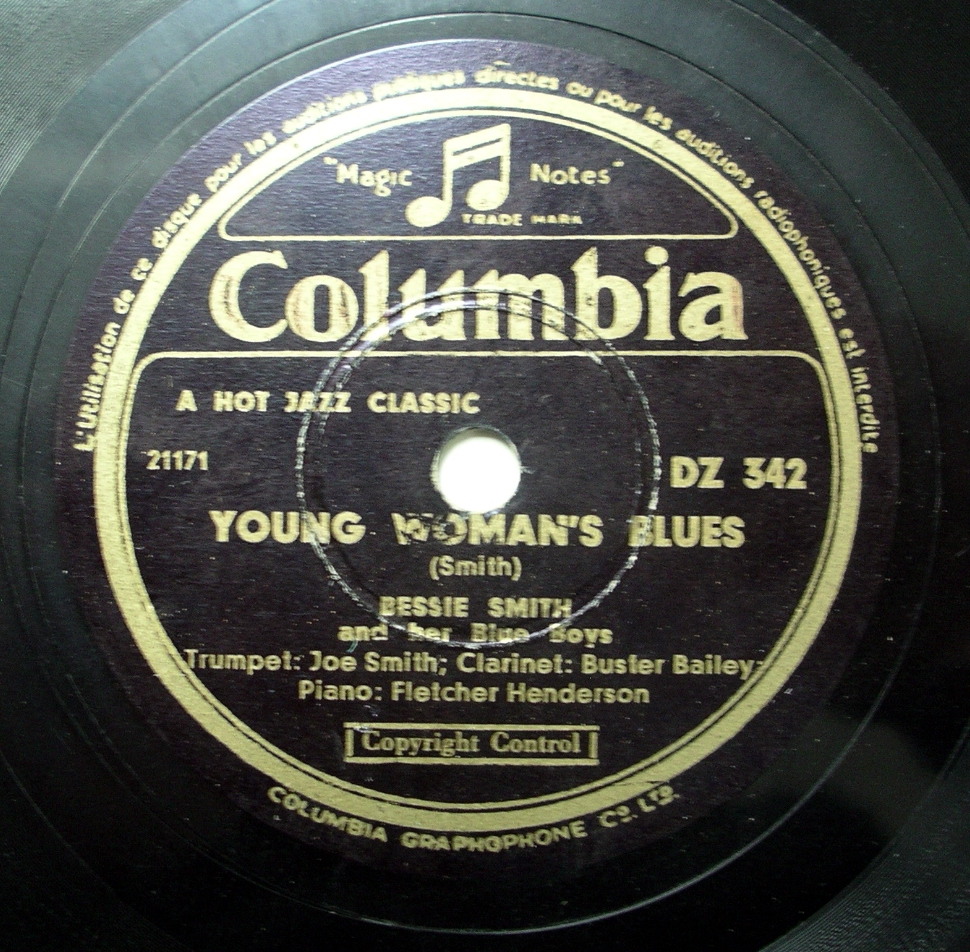 L'Utilisation de ce disque pour les auditions publiques directes ou pour les auditions radiophoniques est interdite
"Magic Notes"
TRADE MARK
Columbia
A HOT JAZZ CLASSIC
21171
DZ 342
YOUNG WOMAN'S BLUES
(Smith)
BESSIE SMITH
and her Blue Boys
Trumpet: Joe Smith; Clarinet: Buster Bailey;
Piano: Fletcher Henderson
Copyright Control
COLUMBIA GRAPHOPHONE Co. LTD.